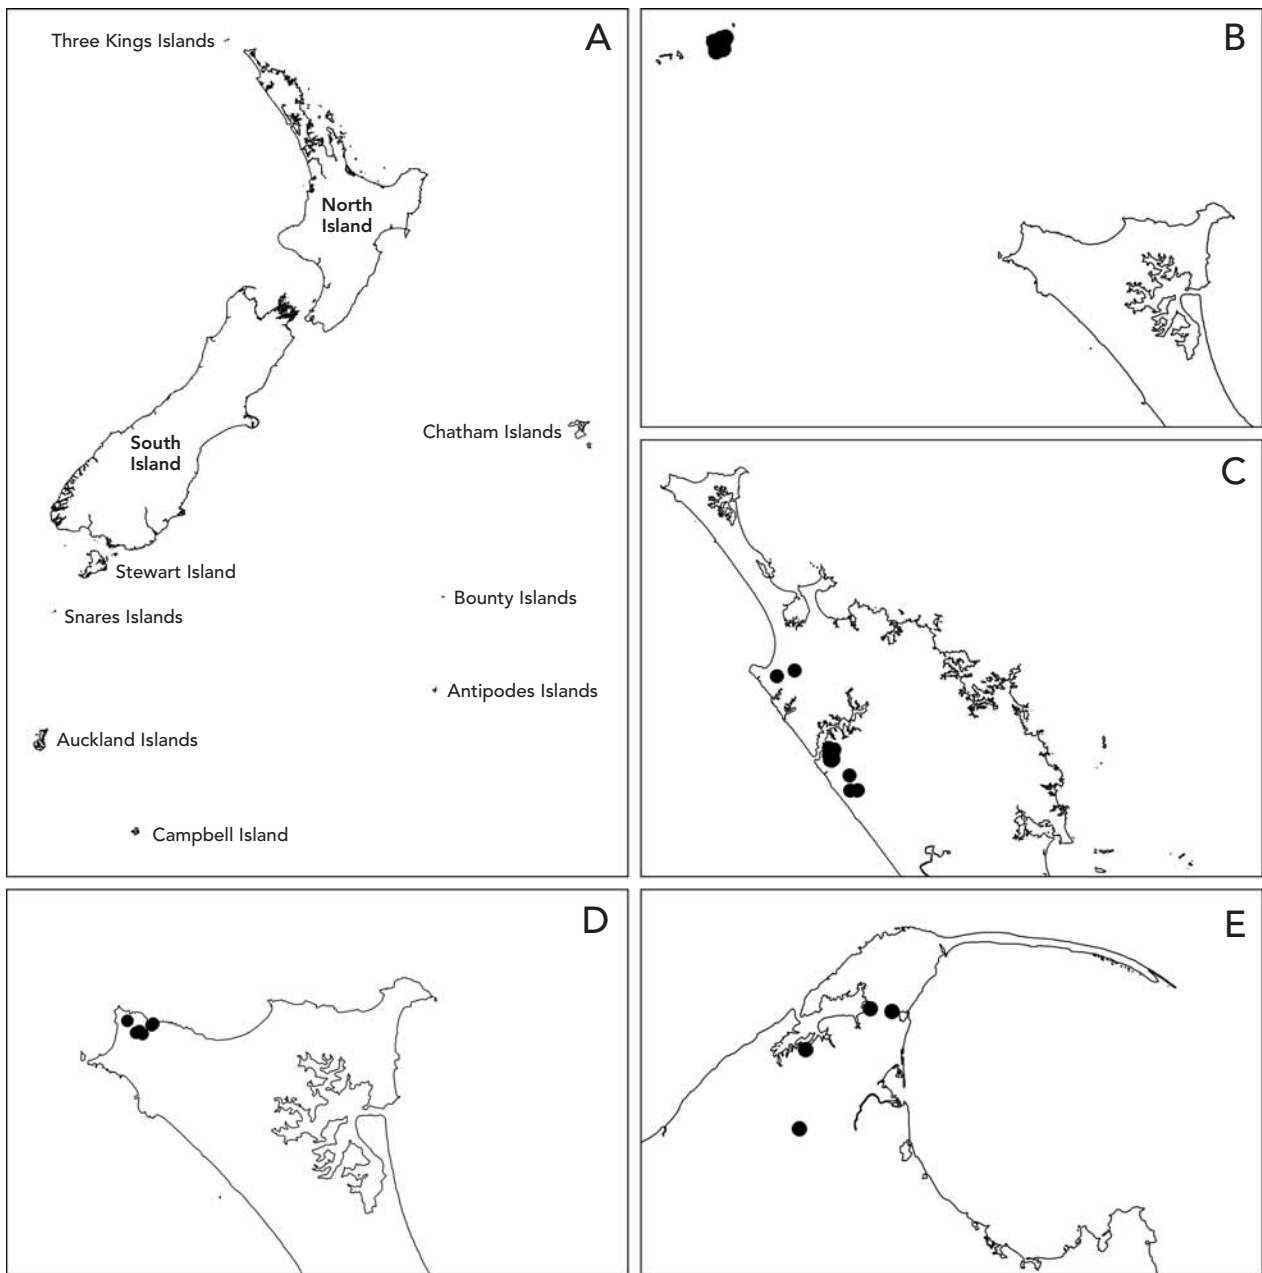 A
Three Kings Islands
North
Island
South
Island
Chatham Islands
Stewart Island
Snares Islands
Bounty Islands
Antipodes Islands
Auckland Islands
Campbell Island
B
C
D
E